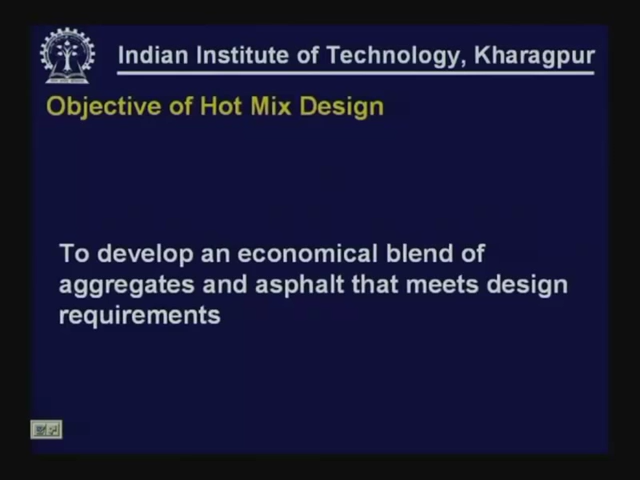 Indian Institute of Technology, Kharagpur
Objective of Hot Mix Design
To develop an economical blend of
aggregates and asphalt that meets design
requirements